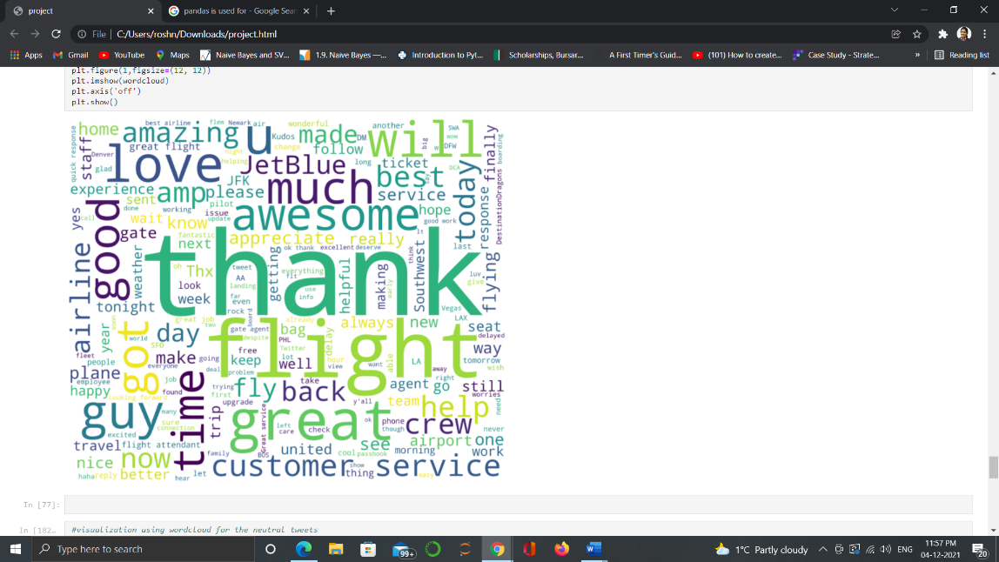 project
pandas is used for - Google Sear
File
C:/Users/roshn/Downloads/project.html
Apps
Gmail
YouTube
Maps
Naive Bayes and SV...
1.9. Naive Bayes —...
Introduction to Pyt...
Scholarships, Bursar...
A First Timer's Guid...
(101) How to create...
Case Study - Strate...
»
Reading list
plt.figure(1,figsize=(12, 12))
plt.imshow(wordcloud)
plt.axis('off')
plt.show()
best airline
flem
Newark
air
wonderful
another
SWA
home
amazing
u
Kudos
made
DM
will
wow
big
quick response
staff
great flight
change
follow
DFW
finally
boarding
Denver
love
night
helping
JetBlue
long
ticket
glad
DCA
today
experience
amp
JFK
please
much
best
day
service
DestinationDragons
sent
pilot
yes
done
working
issue
awesome
hope
response
call
good
wait
know
update
good work
gate
fantastic
appreciate
really
lt
last
next
ok thank
excellent
deserve
airline
weather
oh
Thx
thank
tweet
getting
everything
flt
think
luv
look
AA
landing
helpful
making
early
Southwest
give
flying
week
far
even
use
info
tonight
rock
board
Vegas
great job
already
always
new
LAX
seat
year
soon
got
world
day
two
gate agent
bag
delay
delayed
despite
PHL
flight
way
fleet
SFO
make
going
free
Twitter
hour
able
LA
away
tomorrow
people
everyone
deal
keep
lot
well
view
want
wish
plane
employee
job
problem
right
happy
found
time
trying
first
fly
back
take
agent
go
still
looking forward
upgrade
y'all
team
help
worries
guy
many
sure
connection
trip
Great service
great
ok
phone
though
crew
need
excited
left
care
check
never
travel
flight attendant
see
airport
one
nice
now
family
BOS
united
cool
passbook
morning
work
haha
reply
better
hear
let
customer
show
thing
service
easy
In [77]:
In [182...
#visualization using wordcloud for the neutral tweets
Type here to search
99+
1°C Partly cloudy
ENG
11:57 PM
04-12-2021
20